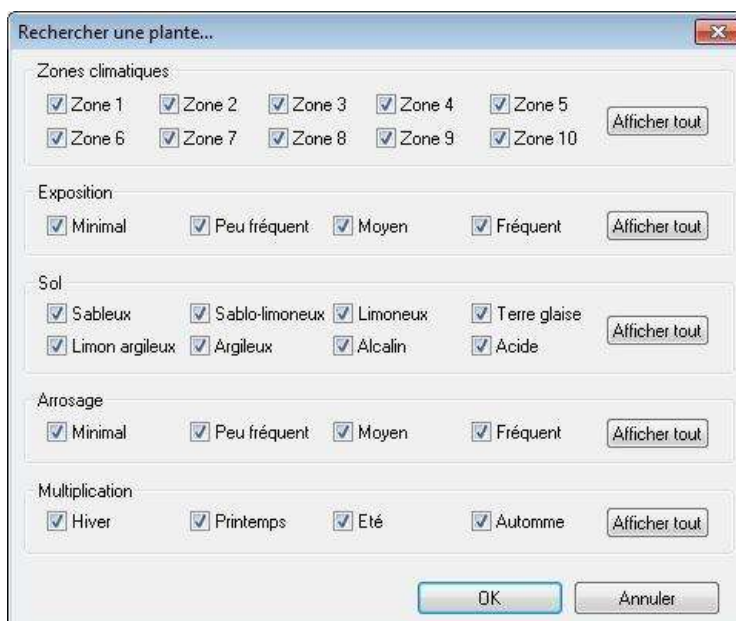 Rechercher une plante...
Zones climatiques
Zone 1 Zone 2 Zone 3 Zone 4 Zone 5
Afficher tout
Zone 6 Zone 7 Zone 8 Zone 9 Zone 10
Exposition
Minimal Peu fréquent Moyen Fréquent Afficher tout
Sol
Sableux Sablo-limoneux Limoneux Terre glaise
Afficher tout
Limon argileux Argileux Alcalin Acide
Arrosage
Minimal Peu fréquent Moyen Fréquent Afficher tout
Multiplication
Hiver Printemps Eté Automme Afficher tout
OK Annuler